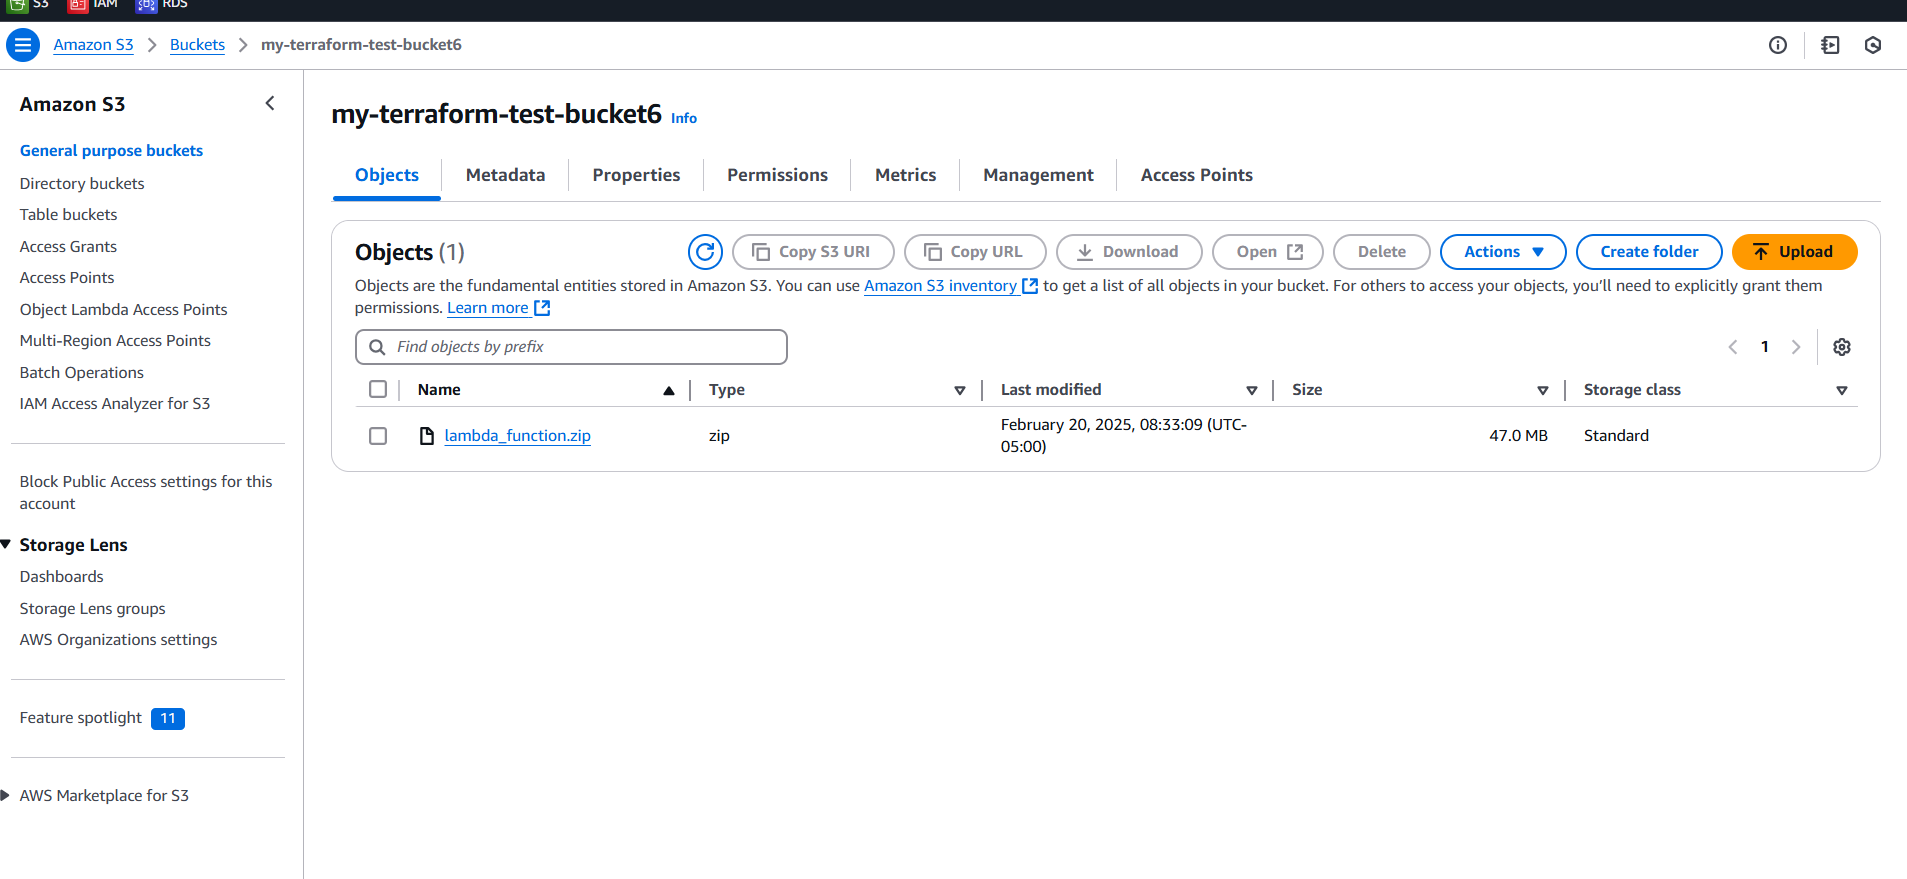 S3 IAM RDS
Amazon S3 > Buckets > my-terraform-test-bucket6
Amazon S3
General purpose buckets
Directory buckets
Table buckets
Access Grants
Access Points
Object Lambda Access Points
Multi-Region Access Points
Batch Operations
IAM Access Analyzer for S3
Block Public Access settings for this
account
Storage Lens
Dashboards
Storage Lens groups
AWS Organizations settings
Feature spotlight 11
AWS Marketplace for S3
my-terraform-test-bucket6 Info
Objects Metadata Properties Permissions Metrics Management Access Points
Objects (1) Copy S3 URI Copy URL Download Open Delete Actions Create folder Upload
Objects are the fundamental entities stored in Amazon S3. You can use Amazon S3 inventory to get a list of all objects in your bucket. For others to access your objects, you’ll need to explicitly grant them
permissions. Learn more
Find objects by prefix 1
Name Type Last modified Size Storage class
lambda_function.zip zip February 20, 2025, 08:33:09 (UTC-
05:00) 47.0 MB Standard